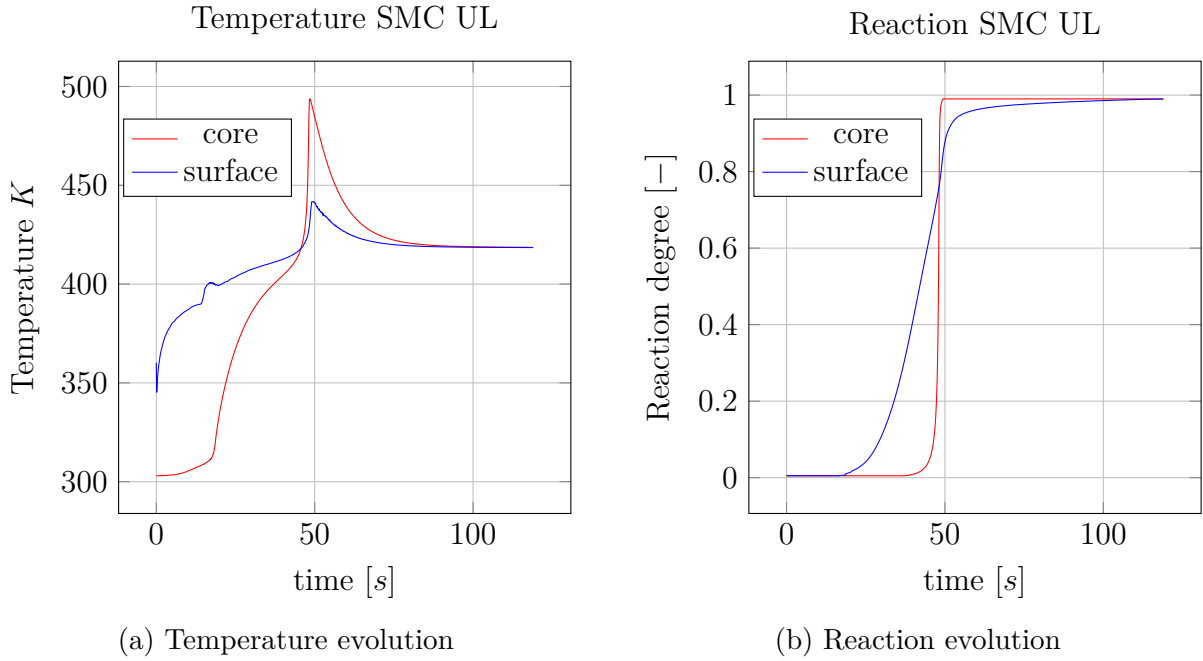 Temperature SMC UL
500
450
400
350
300
0
50
100
Temperature K
time [s]
core
surface
(a) Temperature evolution
Reaction SMC UL
1
0.8
0.6
0.4
0.2
0
0
50
100
Reaction degree [−]
time [s]
core
surface
(b) Reaction evolution